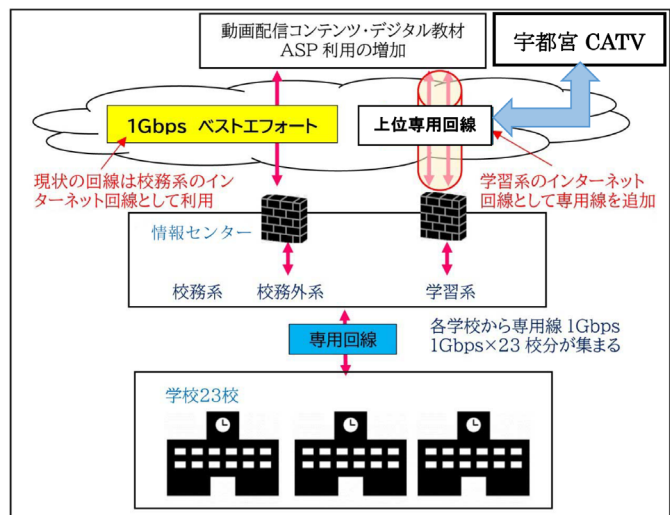 動画配信コンテンツ・デジタル教材
ASP 利用の増加
宇都宮 CATV
1Gbps ベストエフォート
上位専用回線
現状の回線は校務系のイン
ターネット回線として利用
学習系のインターネット
回線として専用線を追加
情報センター
校務系
校務外系
学習系
専用回線
各学校から専用線 1Gbps
1Gbps×23 校分が集まる
学校23校